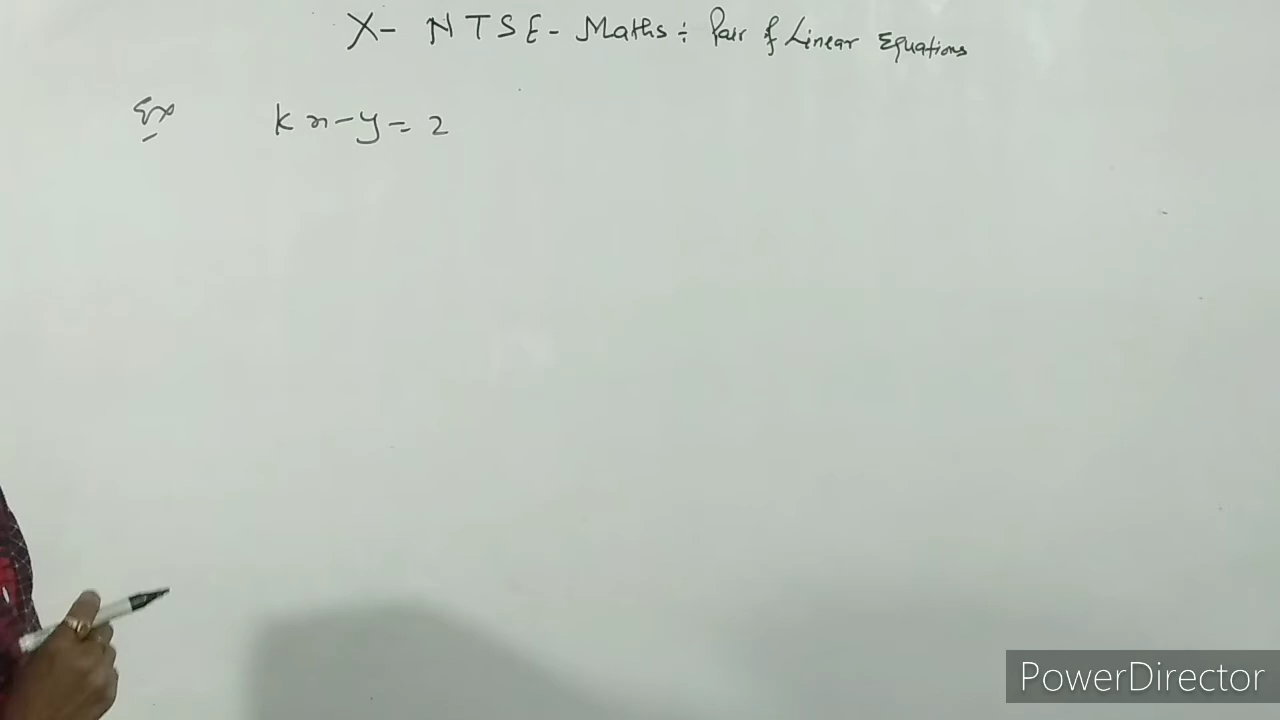 X- NTSE- Maths÷ Pair of Linear Equations
Ex kx-y=2
PowerDirector